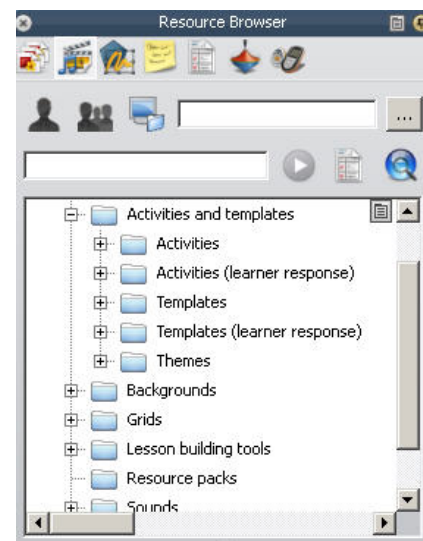 Resource Browser
...
Activities and templates
Activities
Activities (learner response)
Templates
Templates (learner response)
Themes
Backgrounds
Grids
Lesson building tools
Resource packs
Sounds